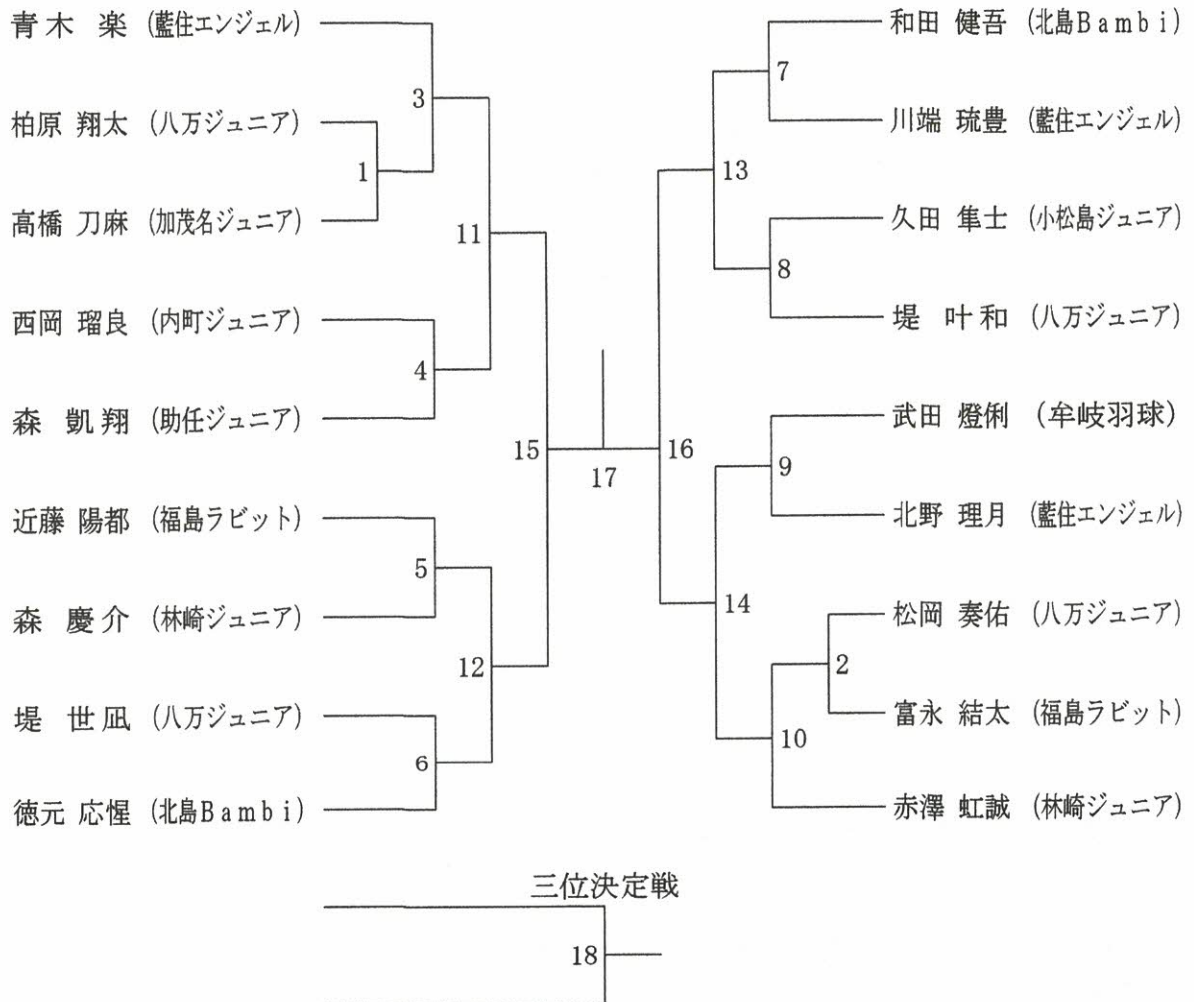 青木 楽 (藍住エンジェル)
3
柏原 翔太 (八万ジュニア)
1
高橋 刀麻 (加茂名ジュニア)
11
西岡 瑠良 (内町ジュニア)
4
森 凱翔 (助任ジュニア)
15
近藤 陽都 (福島ラビット)
5
森 慶介 (林崎ジュニア)
12
堤 世凪 (八万ジュニア)
6
徳元 応惺 (北島Bambi)
17
和田 健吾 (北島Bambi)
7
川端 琉豊 (藍住エンジェル)
13
久田 隼士 (小松島ジュニア)
8
堤 叶和 (八万ジュニア)
16
武田 燈俐 (牟岐羽球)
9
北野 理月 (藍住エンジェル)
14
松岡 奏佑 (八万ジュニア)
2
富永 結太 (福島ラビット)
10
赤澤 虹誠 (林崎ジュニア)
三位決定戦
18